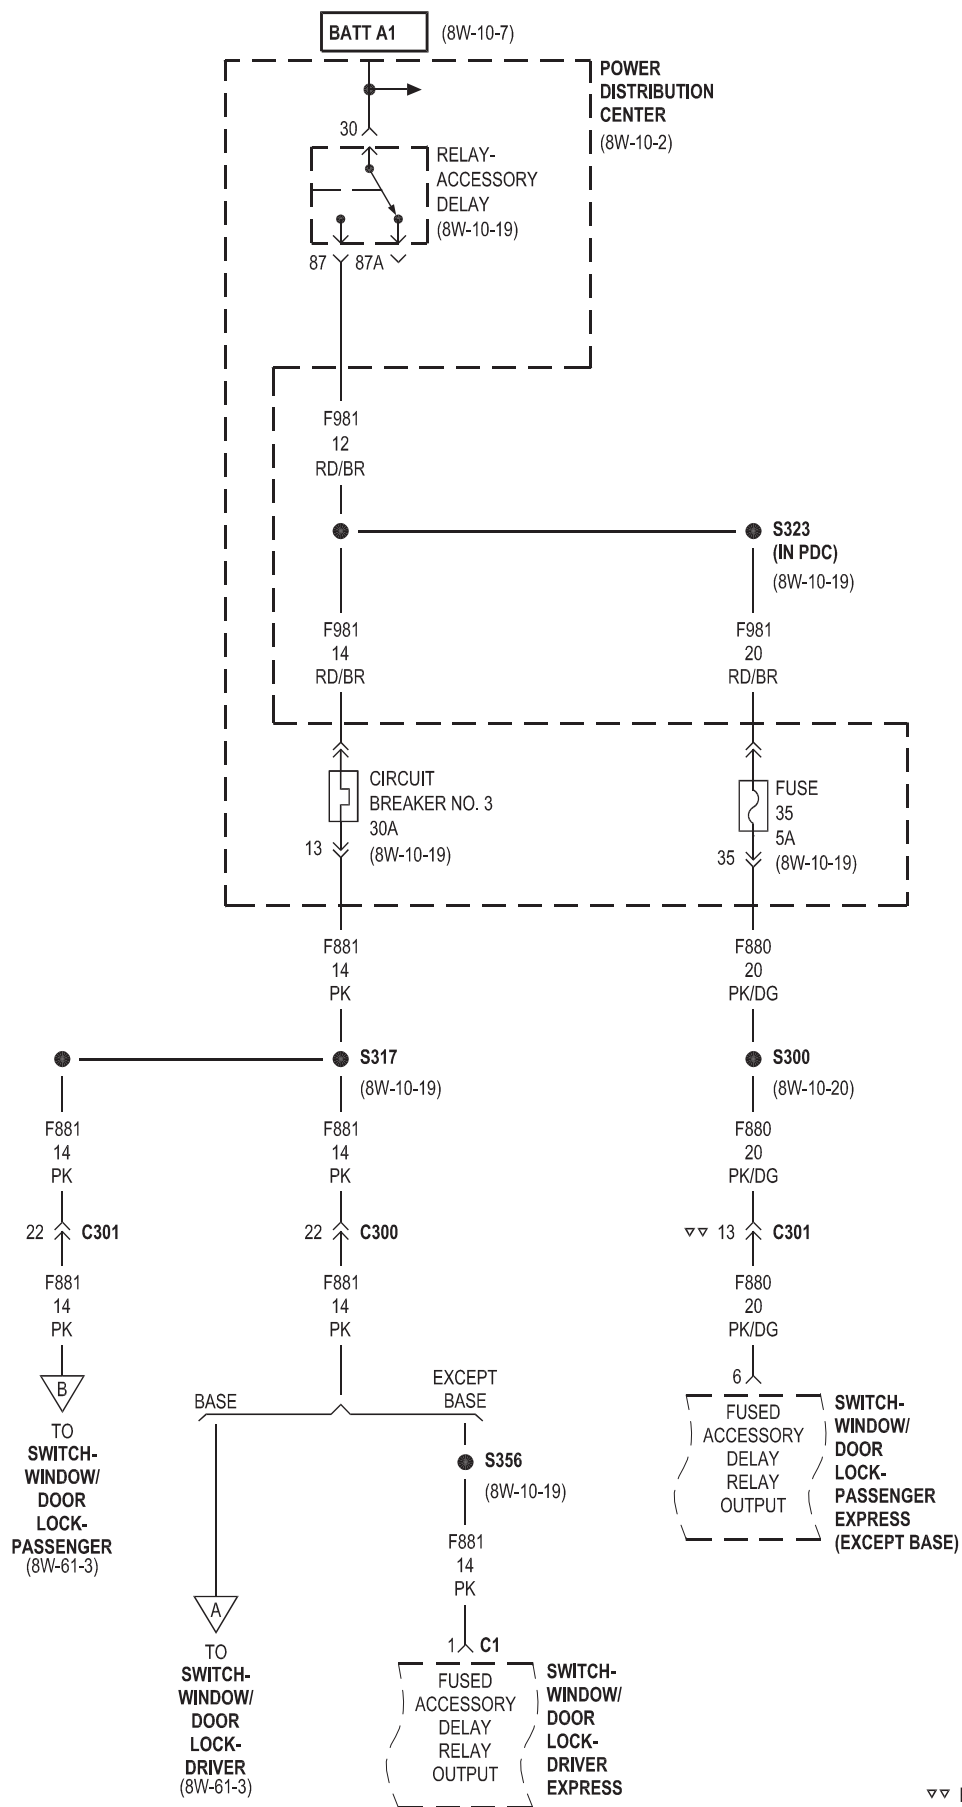 BATT A1 (8W-10-7)
POWER
DISTRIBUTION
CENTER
(8W-10-2)
30
RELAY-
ACCESSORY
DELAY
(8W-10-19)
87 87A
F981
12
RD/BR
S323
(IN PDC)
(8W-10-19)
F981
14
RD/BR
F981
20
RD/BR
CIRCUIT
BREAKER NO. 3
30A
(8W-10-19)
13
FUSE
35
5A
(8W-10-19)
35
F881
14
PK
F880
20
PK/DG
S317
(8W-10-19)
S300
(8W-10-20)
F881
14
PK
F881
14
PK
F880
20
PK/DG
22 C301
22 C300
▿▿ 13 C301
F881
14
PK
F881
14
PK
F880
20
PK/DG
B
TO
SWITCH-
WINDOW/
DOOR
LOCK-
PASSENGER
(8W-61-3)
BASE
EXCEPT
BASE
6
FUSED
ACCESSORY
DELAY
RELAY
OUTPUT
SWITCH-
WINDOW/
DOOR
LOCK-
PASSENGER
EXPRESS
(EXCEPT BASE)
S356
(8W-10-19)
F881
14
PK
A
TO
SWITCH-
WINDOW/
DOOR
LOCK-
DRIVER
(8W-61-3)
1 C1
FUSED
ACCESSORY
DELAY
RELAY
OUTPUT
SWITCH-
WINDOW/
DOOR
LOCK-
DRIVER
EXPRESS
▿▿